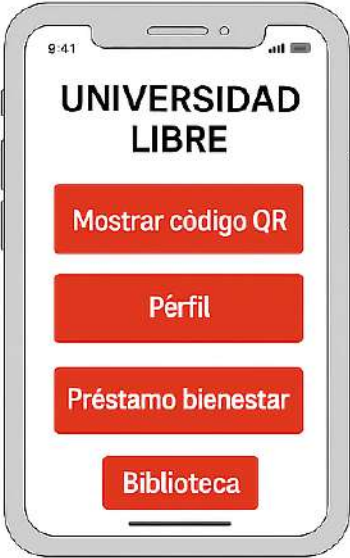 9:41
UNIVERSIDAD
LIBRE
Mostrar còdigo QR
Pérfil
Préstamo bienestar
Biblioteca